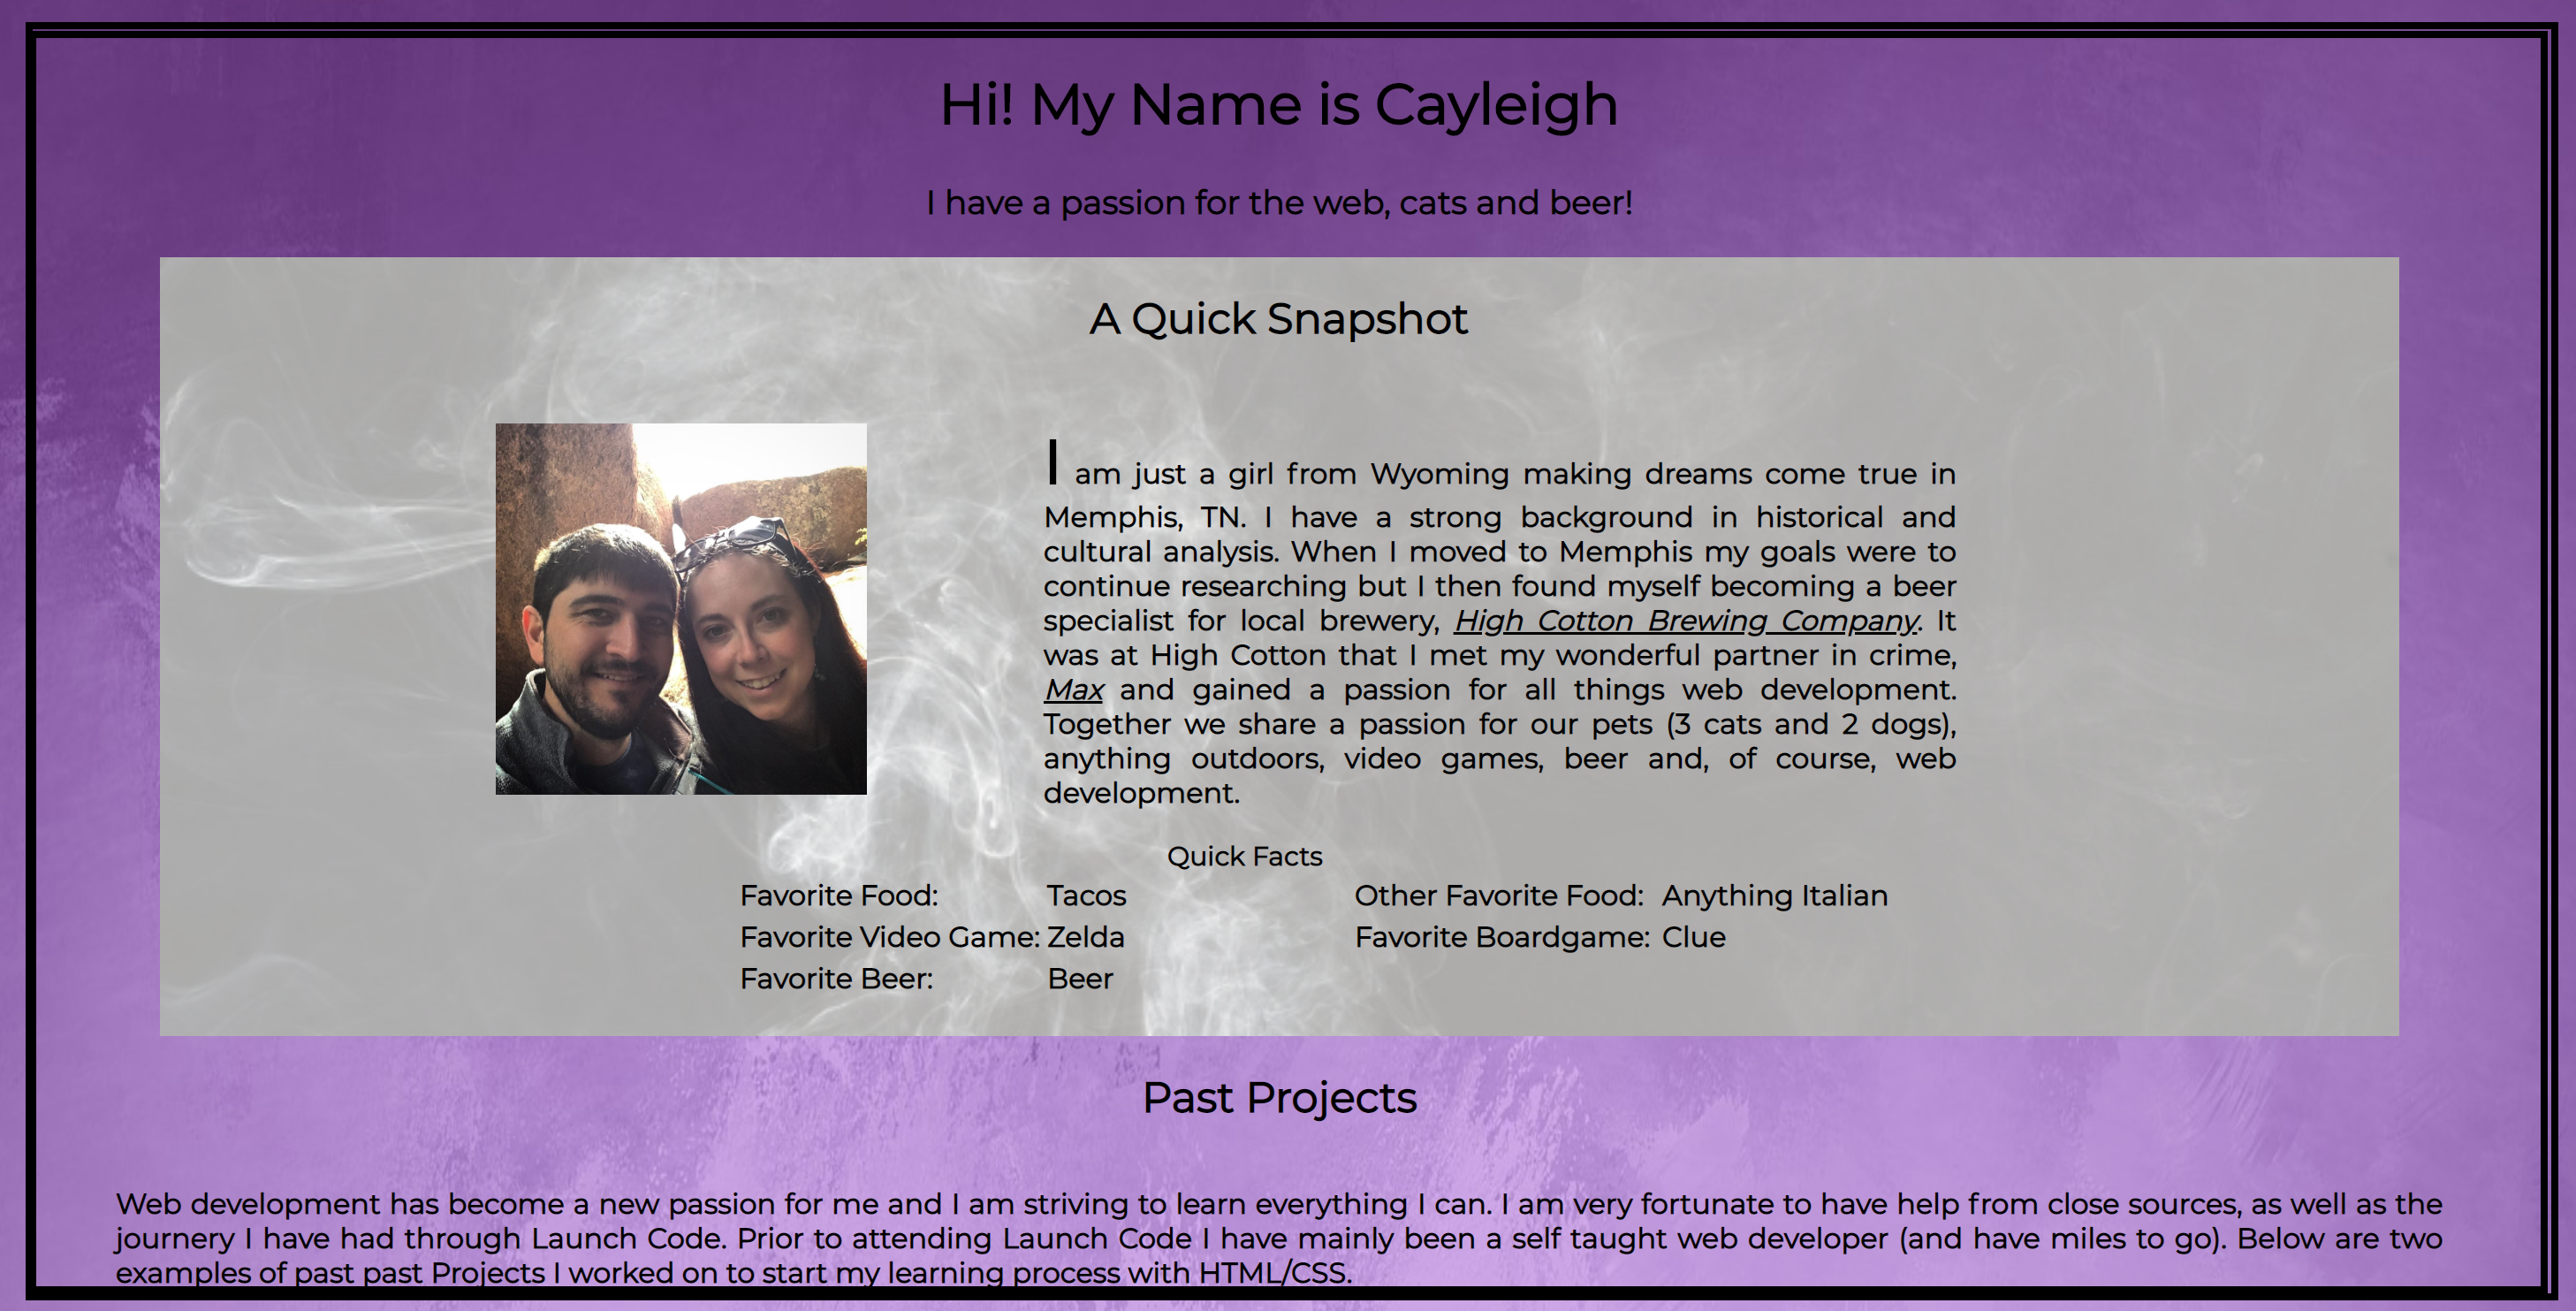 Hi! My Name is Cayleigh
I have a passion for the web, cats and beer!
A Quick Snapshot
I am just a girl from Wyoming making dreams come true in
Memphis, TN. I have a strong background in historical and
cultural analysis. When I moved to Memphis my goals were to
continue researching but I then found myself becoming a beer
specialist for local brewery, High Cotton Brewing Company. It
was at High Cotton that I met my wonderful partner in crime,
Max and gained a passion for all things web development.
Together we share a passion for our pets (3 cats and 2 dogs),
anything outdoors, video games, beer and, of course, web
development.
Quick Facts
Favorite Food: Tacos Other Favorite Food: Anything Italian
Favorite Video Game: Zelda Favorite Boardgame: Clue
Favorite Beer: Beer
Past Projects
Web development has become a new passion for me and I am striving to learn everything I can. I am very fortunate to have help from close sources, as well as the
journery I have had through Launch Code. Prior to attending Launch Code I have mainly been a self taught web developer (and have miles to go). Below are two
examples of past past Projects I worked on to start my learning process with HTML/CSS.